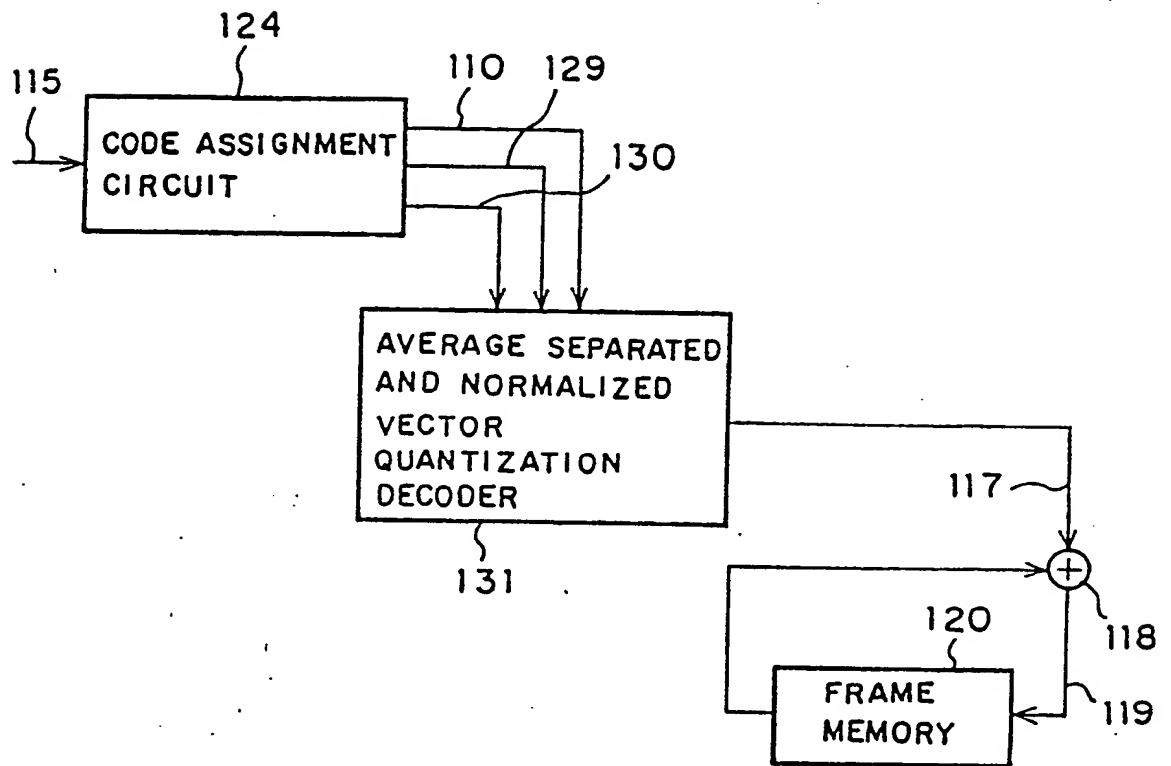 124
115
110
129
130
CODE ASSIGNMENT
CIRCUIT
AVERAGE SEPARATED
AND NORMALIZED
VECTOR
QUANTIZATION
DECODER
131
117
118
120
119
FRAME
MEMORY